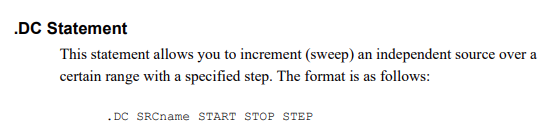 .DC Statement
This statement allows you to increment (sweep) an independent source over a
certain range with a specified step. The format is as follows:
.DC SRCname START STOP STEP